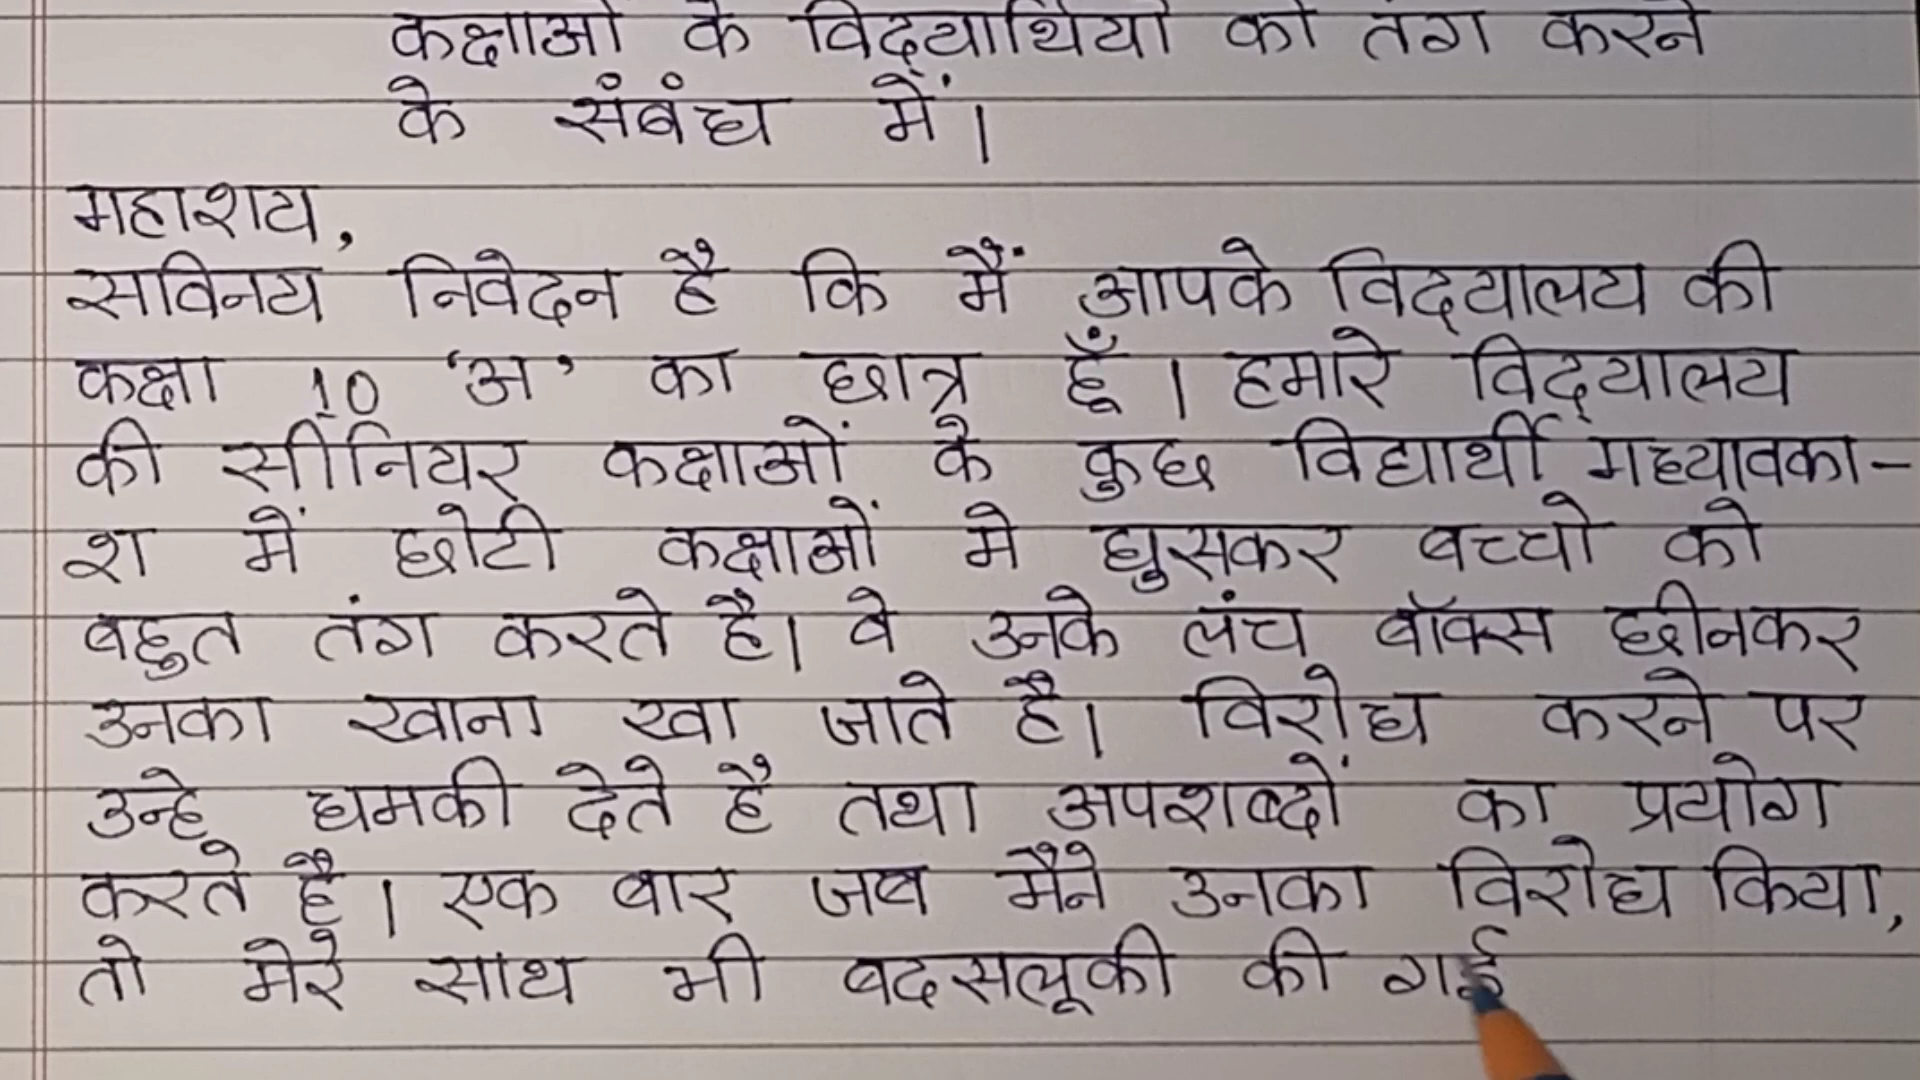 कक्षाओं के विद्यार्थियों को तंग करने
के संबंध में।
महाशय,
सविनय निवेदन है कि मैं आपके विद्यालय की
कक्षा 10 'अ' का छात्र हूँ। हमारे विद्यालय
की सीनियर कक्षाओं के कुछ विद्यार्थी मध्यावका-
श में छोटी कक्षाओं मे घुसकर बच्चो को
बहुत तंग करते है। वे उनके लंच बॉक्स छीनकर
उनका खाना खा जाते है। विरोध करने पर
उन्हे धमकी देते है तथा अपशब्दों का प्रयोग
करते है। एक बार जब मैने उनका विरोध किया,
तो मेरे साथ भी बदसलूकी की गई